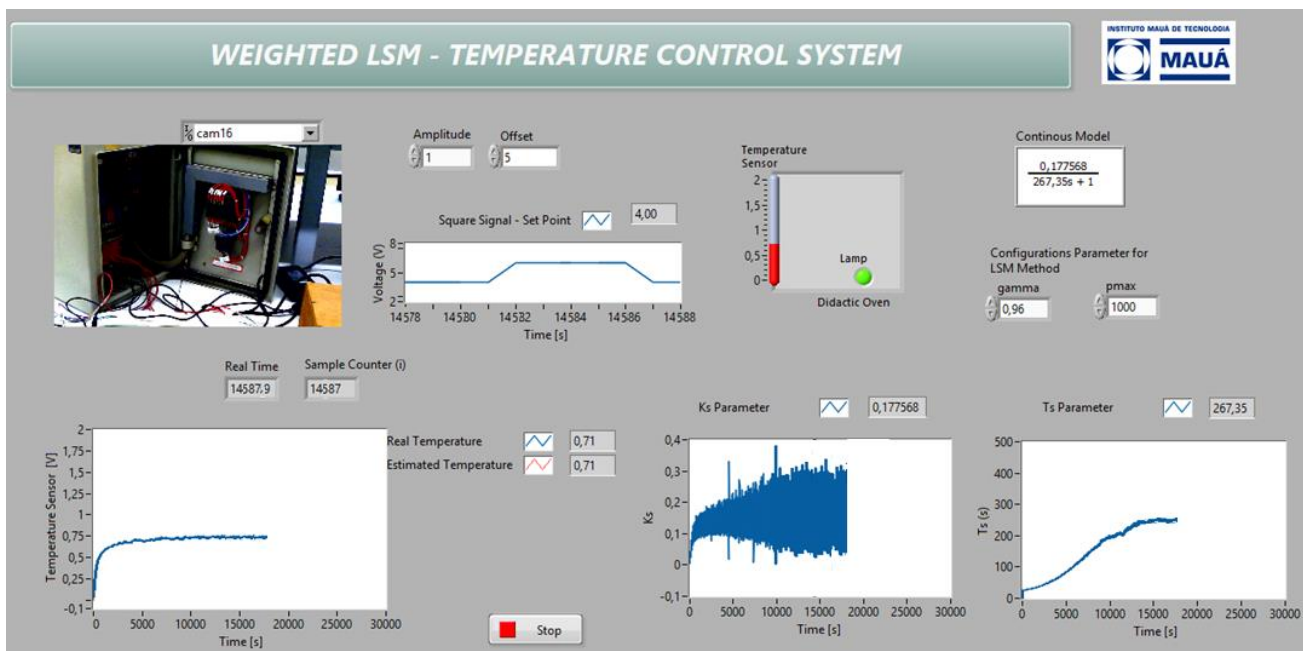 WEIGHTED LSM - TEMPERATURE CONTROL SYSTEM
INSTITUTO MAUÁ DE TECNOLOGIA
MAUÁ
cam16
Amplitude
1
Offset
5
Square Signal - Set Point
4,00
Voltage (V)
8
5
2
14578 14580 14582 14584 14586 14588
Time [s]
Temperature
Sensor
2
1,5
1
0,5
0
Lamp
Didactic Oven
Continous Model
0,177568
267,35s + 1
Configurations Parameter for
LSM Method
gamma
0,96
pmax
1000
Real Time
14587,9
Sample Counter (i)
14587
Temperature Sensor [V]
2
1,75
1,5
1,25
1
0,75
0,5
0,25
-0,1
0 5000 10000 15000 20000 25000 30000
Time [s]
Real Temperature
0,71
Estimated Temperature
0,71
Stop
Ks Parameter
0,177568
Ks
0,4
0,3
0,2
0,1
0
-0,1
0 5000 10000 15000 20000 25000 30000
Time [s]
Ts Parameter
267,35
Ts (s)
500
400
300
200
100
0
0 5000 10000 15000 20000 25000 30000
Time [s]